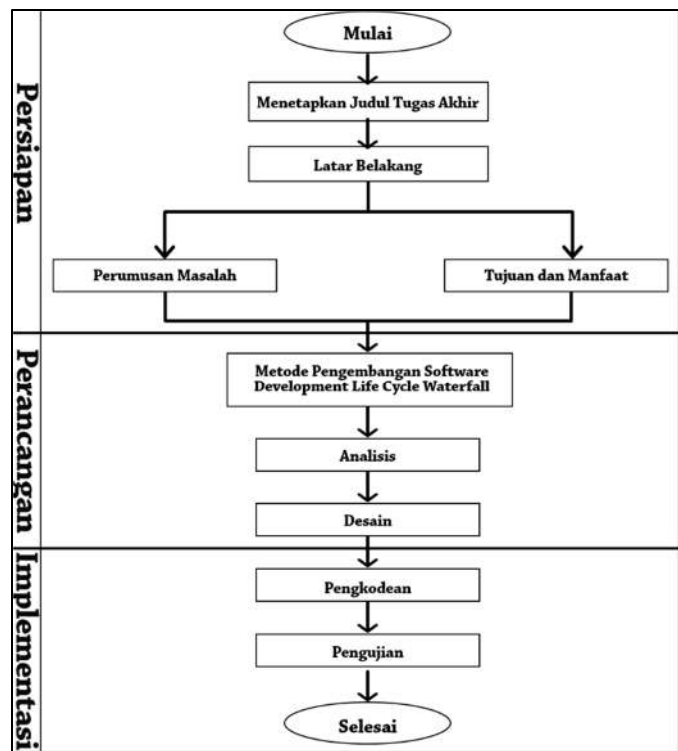 Persiapan
Mulai
Menetapkan Judul Tugas Akhir
Latar Belakang
Perumusan Masalah
Tujuan dan Manfaat
Perancangan
Metode Pengembangan Software
Development Life Cycle Waterfall
Analisis
Desain
Implementasi
Pengkodean
Pengujian
Selesai